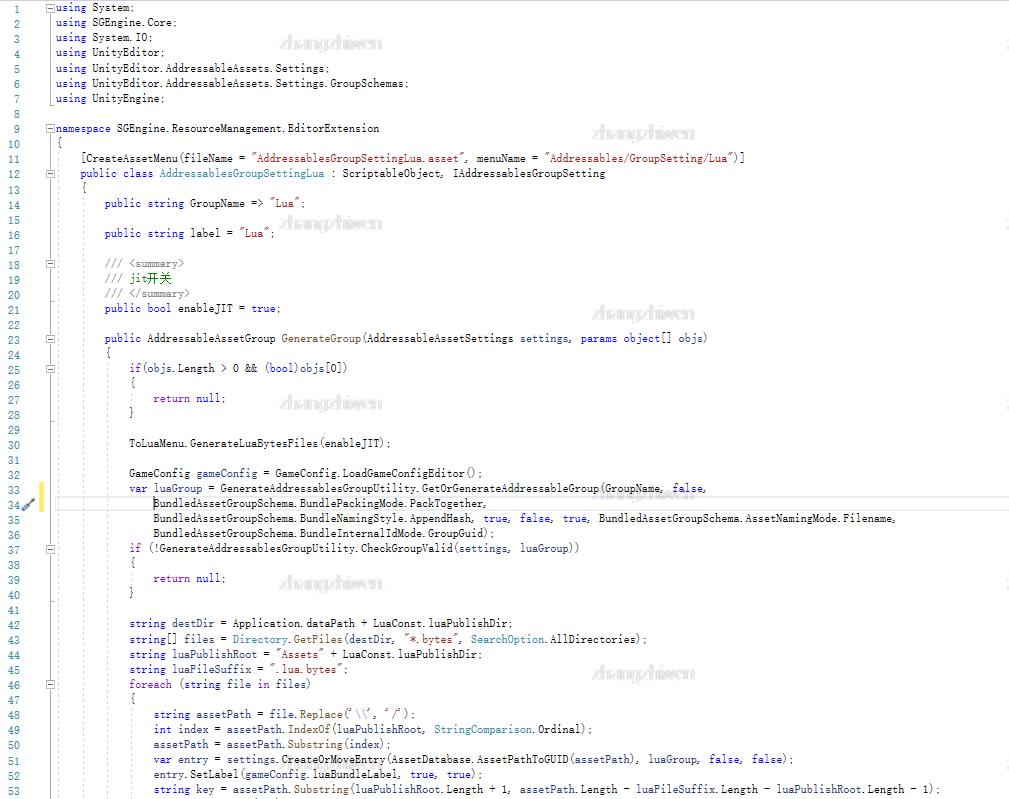 1 using System;
2 using SGEngine.Core;
3 using System.IO;
4 using UnityEditor;
5 using UnityEditor.AddressableAssets.Settings;
6 using UnityEditor.AddressableAssets.Settings.GroupSchemas;
7 using UnityEngine;
8
9 namespace SGEngine.ResourceManagement.EditorExtension
10 {
11 [CreateAssetMenu(fileName = "AddressablesGroupSettingLua.asset", menuName = "Addressables/GroupSetting/Lua")]
12 public class AddressablesGroupSettingLua : ScriptableObject, IAddressablesGroupSetting
13 {
14 public string GroupName => "Lua";
15
16 public string label = "Lua";
17
18 /// <summary>
19 /// jit开关
20 /// </summary>
21 public bool enableJIT = true;
22
23 public AddressableAssetGroup GenerateGroup(AddressableAssetSettings settings, params object[] objs)
24 {
25 if(objs.Length > 0 && (bool)objs[0])
26 {
27 return null;
28 }
29
30 ToLuaMenu.GenerateLuaBytesFiles(enableJIT);
31
32 GameConfig gameConfig = GameConfig.LoadGameConfigEditor();
33 var luaGroup = GenerateAddressablesGroupUtility.GetOrGenerateAddressableGroup(GroupName, false,
34 BundledAssetGroupSchema.BundlePackingMode.PackTogether,
35 BundledAssetGroupSchema.BundleNamingStyle.AppendHash, true, false, true, BundledAssetGroupSchema.AssetNamingMode.Filename,
36 BundledAssetGroupSchema.BundleInternalIdMode.GroupGuid);
37 if (!GenerateAddressablesGroupUtility.CheckGroupValid(settings, luaGroup))
38 {
39 return null;
40 }
41
42 string destDir = Application.dataPath + LuaConst.luaPublishDir;
43 string[] files = Directory.GetFiles(destDir, "*.bytes", SearchOption.AllDirectories);
44 string luaPublishRoot = "Assets" + LuaConst.luaPublishDir;
45 string luaFileSuffix = ".lua.bytes";
46 foreach (string file in files)
47 {
48 string assetPath = file.Replace('\\', '/');
49 int index = assetPath.IndexOf(luaPublishRoot, StringComparison.Ordinal);
50 assetPath = assetPath.Substring(index);
51 var entry = settings.CreateOrMoveEntry(AssetDatabase.AssetPathToGUID(assetPath), luaGroup, false, false);
52 entry.SetLabel(gameConfig.luaBundleLabel, true, true);
53 string key = assetPath.Substring(luaPublishRoot.Length + 1, assetPath.Length - luaFileSuffix.Length - luaPublishRoot.Length - 1);
zhangzhiwen
zhangzhiwen
zhangzhiwen
zhangzhiwen
zhangzhiwen
zhangzhiwen
zhangzhiwen
zhangzhiwen